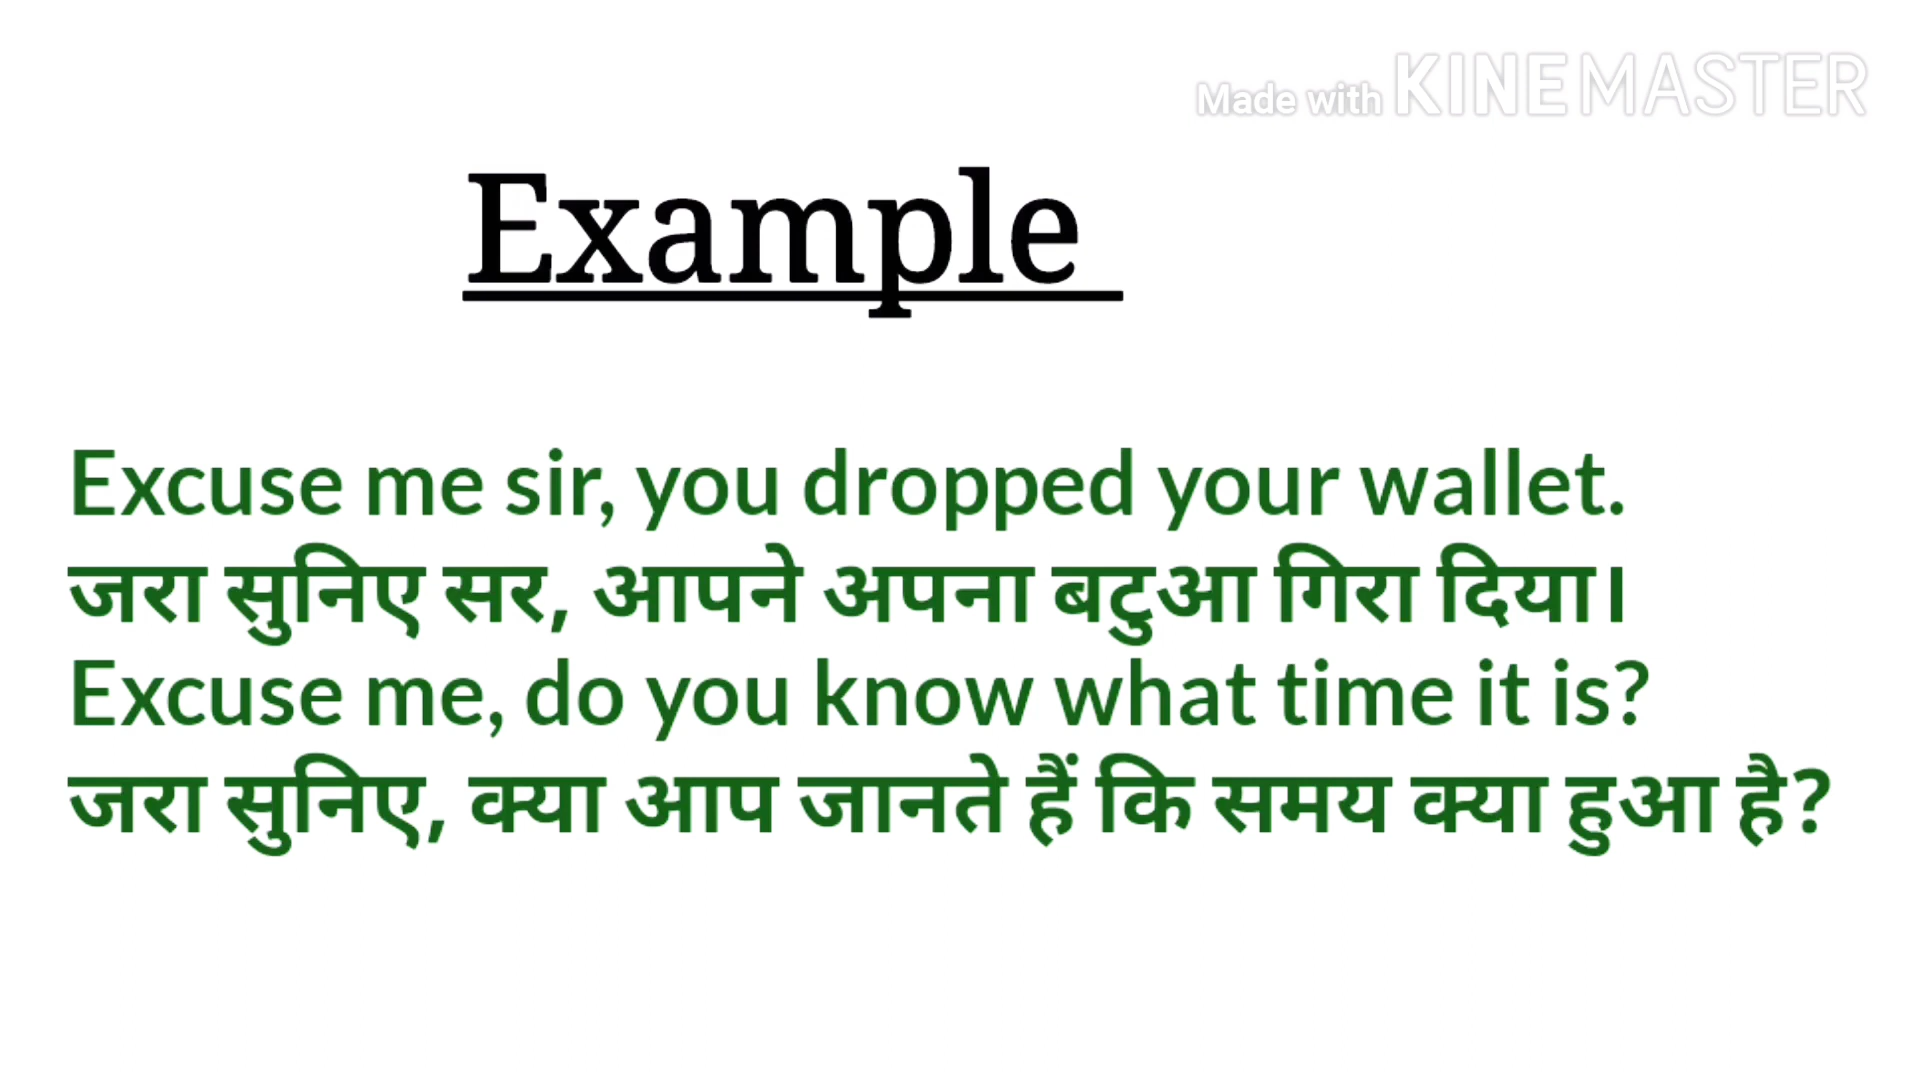 Made with KINEMASTER
Example
Excuse me sir, you dropped your wallet.
जरा सुनिए सर, आपने अपना बटुआ गिरा दिया।
Excuse me, do you know what time it is?
जरा सुनिए, क्या आप जानते हैं कि समय क्या हुआ है?